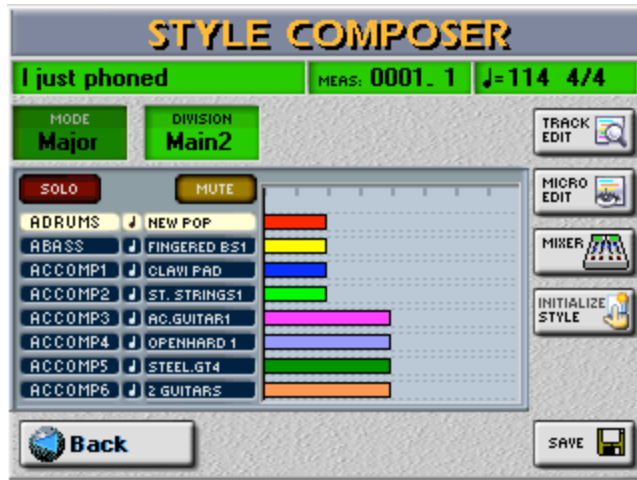 STYLE COMPOSER
I just phoned MEAS: 0001_ 1 ♩=114 4/4
MODE
Major
DIVISION
Main2
TRACK
EDIT
SOLO MUTE
MICRO
EDIT
ADRUMS NEW POP
ABASS FINGERED BS1
MIXER
ACCOMP1 CLAVI PAD
ACCOMP2 ST. STRINGS1
INITIALIZE
STYLE
ACCOMP3 AC.GUITAR1
ACCOMP4 OPENHARD 1
ACCOMP5 STEEL.GT4
ACCOMP6 2 GUITARS
Back
SAVE